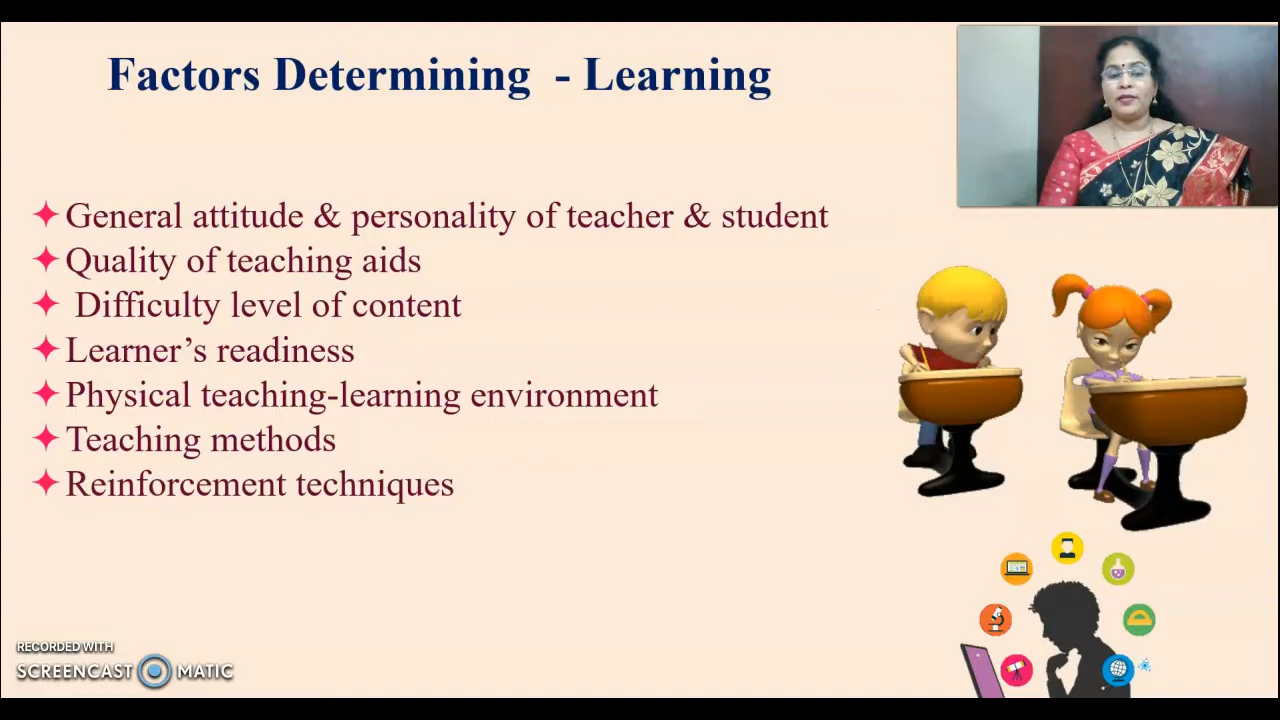 Factors Determining - Learning
General attitude & personality of teacher & student
Quality of teaching aids
Difficulty level of content
Learner’s readiness
Physical teaching-learning environment
Teaching methods
Reinforcement techniques
RECORDED WITH
SCREENCAST MATIC